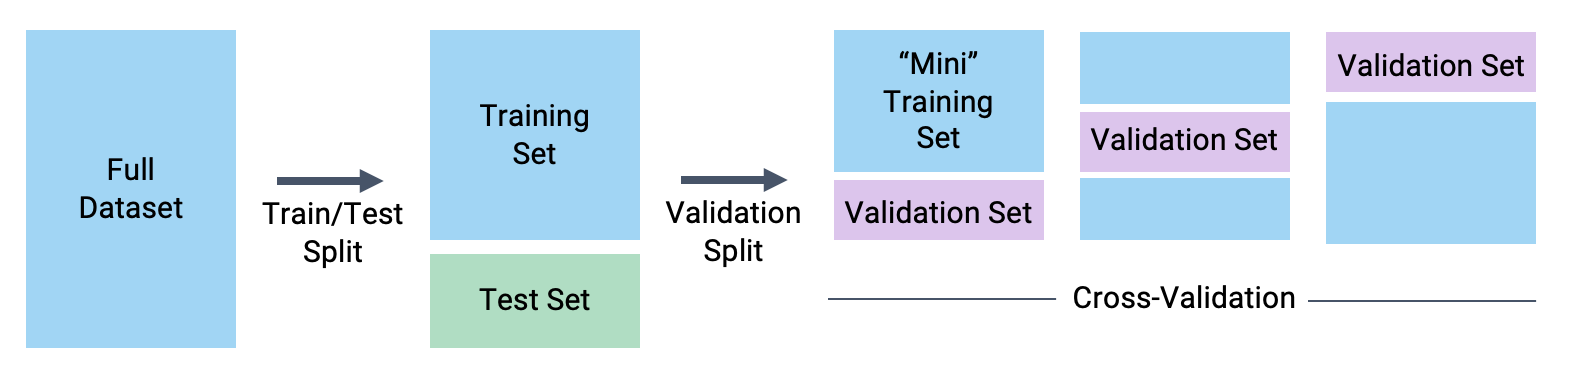 Full
Dataset
Train/Test
Split
Training
Set
Test Set
Validation
Split
“Mini”
Training
Set
Validation Set
Validation Set
Validation Set
Cross-Validation